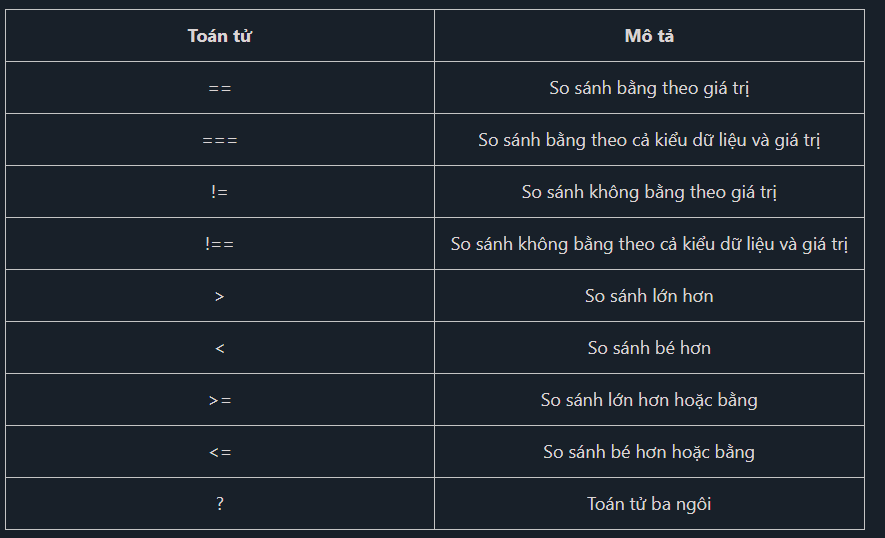 Toán tử Mô tả
== So sánh bằng theo giá trị
=== So sánh bằng theo cả kiểu dữ liệu và giá trị
!= So sánh không bằng theo giá trị
!== So sánh không bằng theo cả kiểu dữ liệu và giá trị
> So sánh lớn hơn
< So sánh bé hơn
>= So sánh lớn hơn hoặc bằng
<= So sánh bé hơn hoặc bằng
? Toán tử ba ngôi